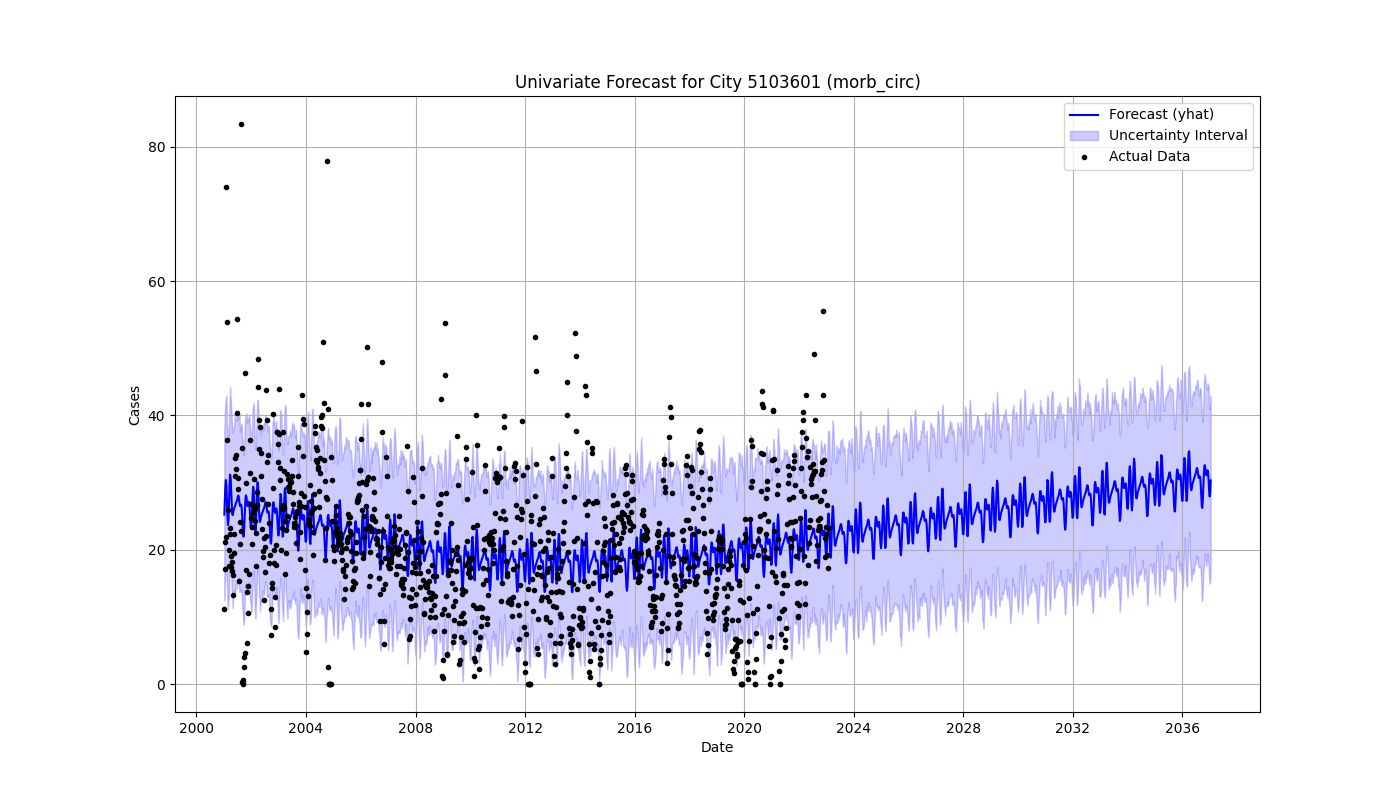 Univariate Forecast for City 5103601 (morb_circ)
Forecast (yhat)
Uncertainty Interval
Actual Data
80
60
40
20
0
Cases
2000 2004 2008 2012 2016 2020 2024 2028 2032 2036
Date